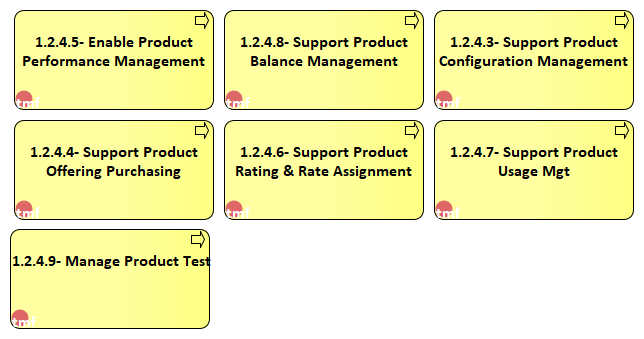 1.2.4.5- Enable Product
Performance Management
tmf
1.2.4.8- Support Product
Balance Management
tmf
1.2.4.3- Support Product
Configuration Management
tmf
1.2.4.4- Support Product
Offering Purchasing
tmf
1.2.4.6- Support Product
Rating & Rate Assignment
tmf
1.2.4.7- Support Product
Usage Mgt
tmf
1.2.4.9- Manage Product Test
tmf